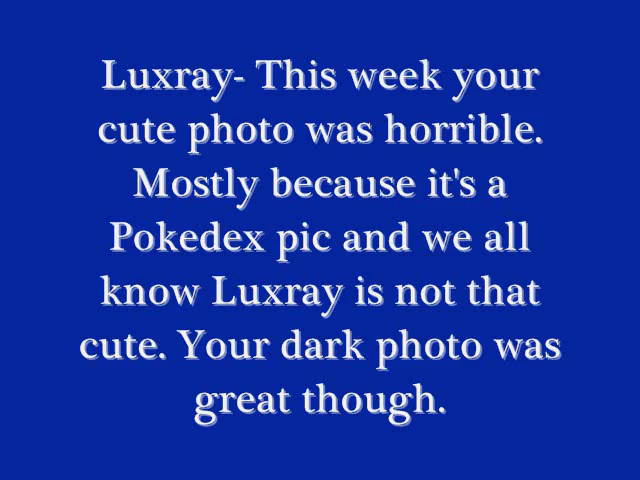 Luxray- This week your
cute photo was horrible.
Mostly because it's a
Pokedex pic and we all
know Luxray is not that
cute. Your dark photo was
great though.